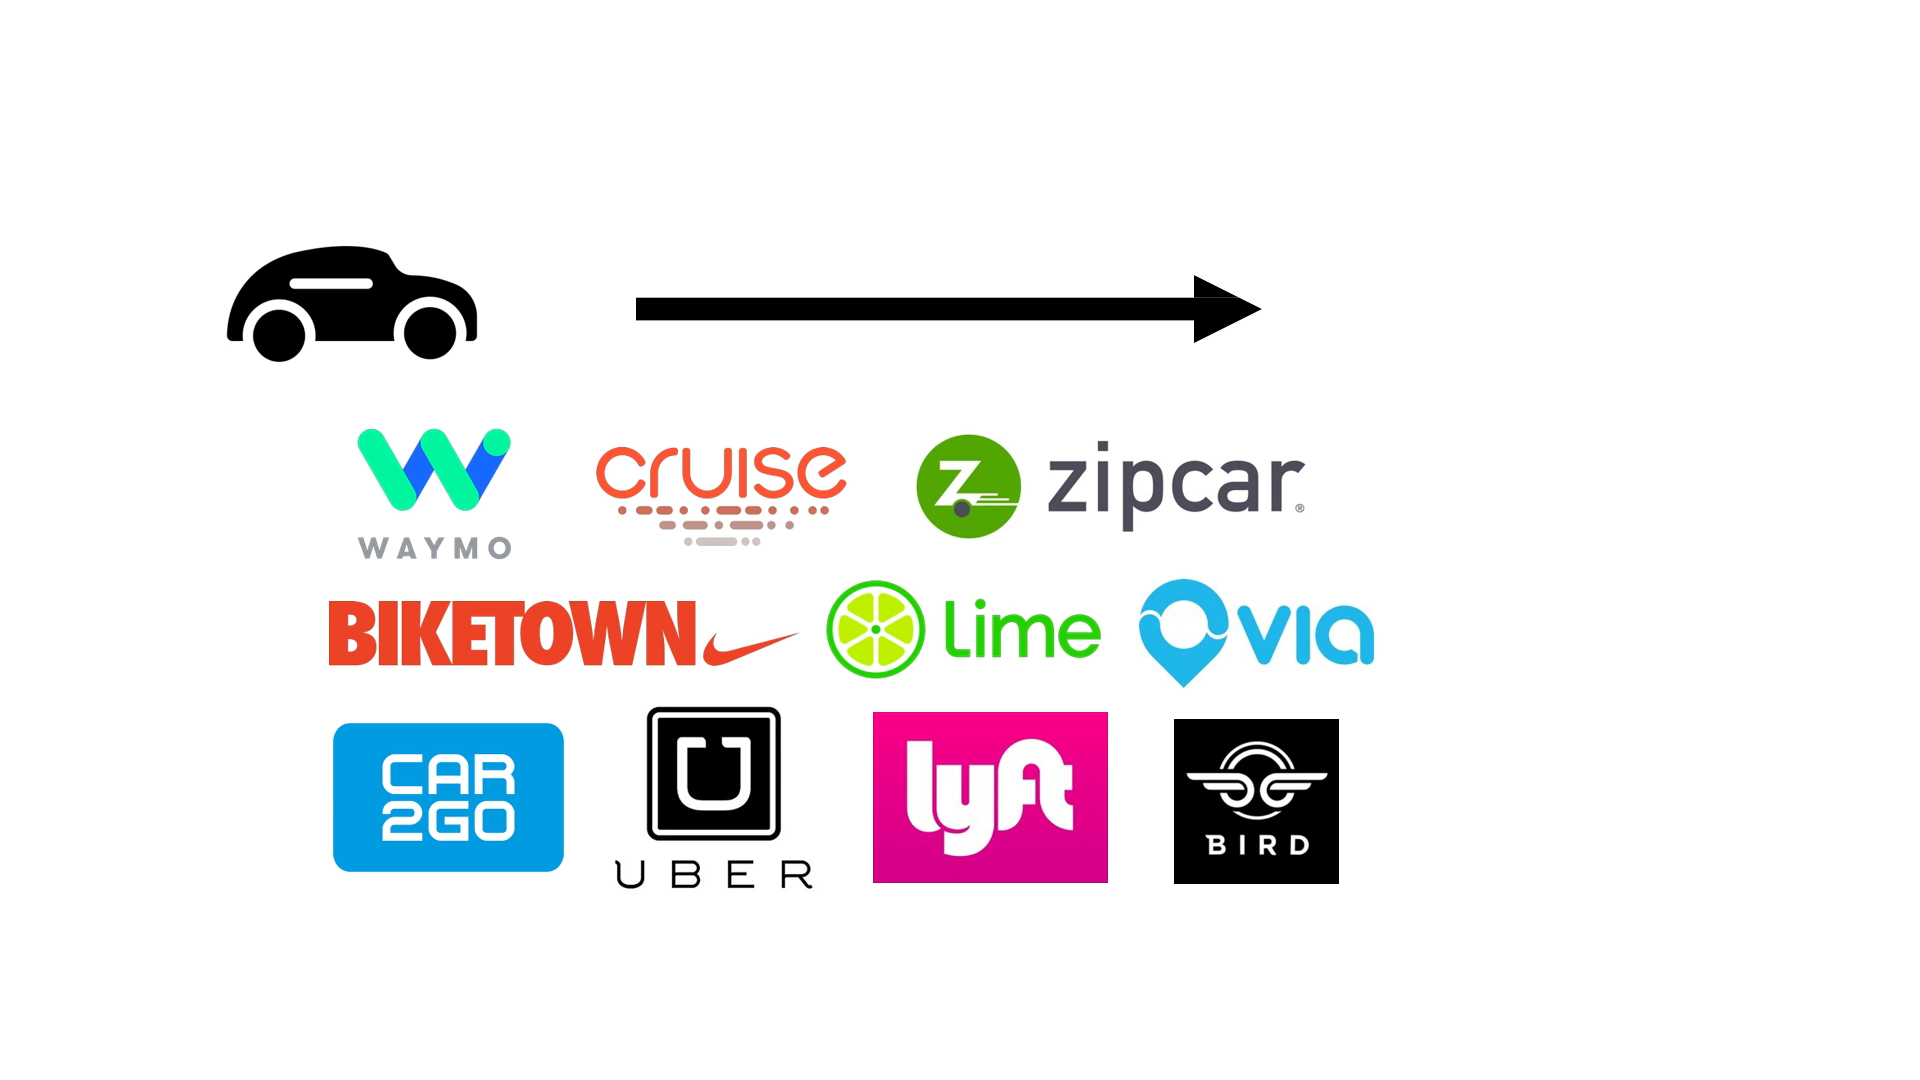 WAYMO
cruise
zipcar®
BIKETOWN
Lime
via
CAR
2GO
U
UBER
lyft
BIRD